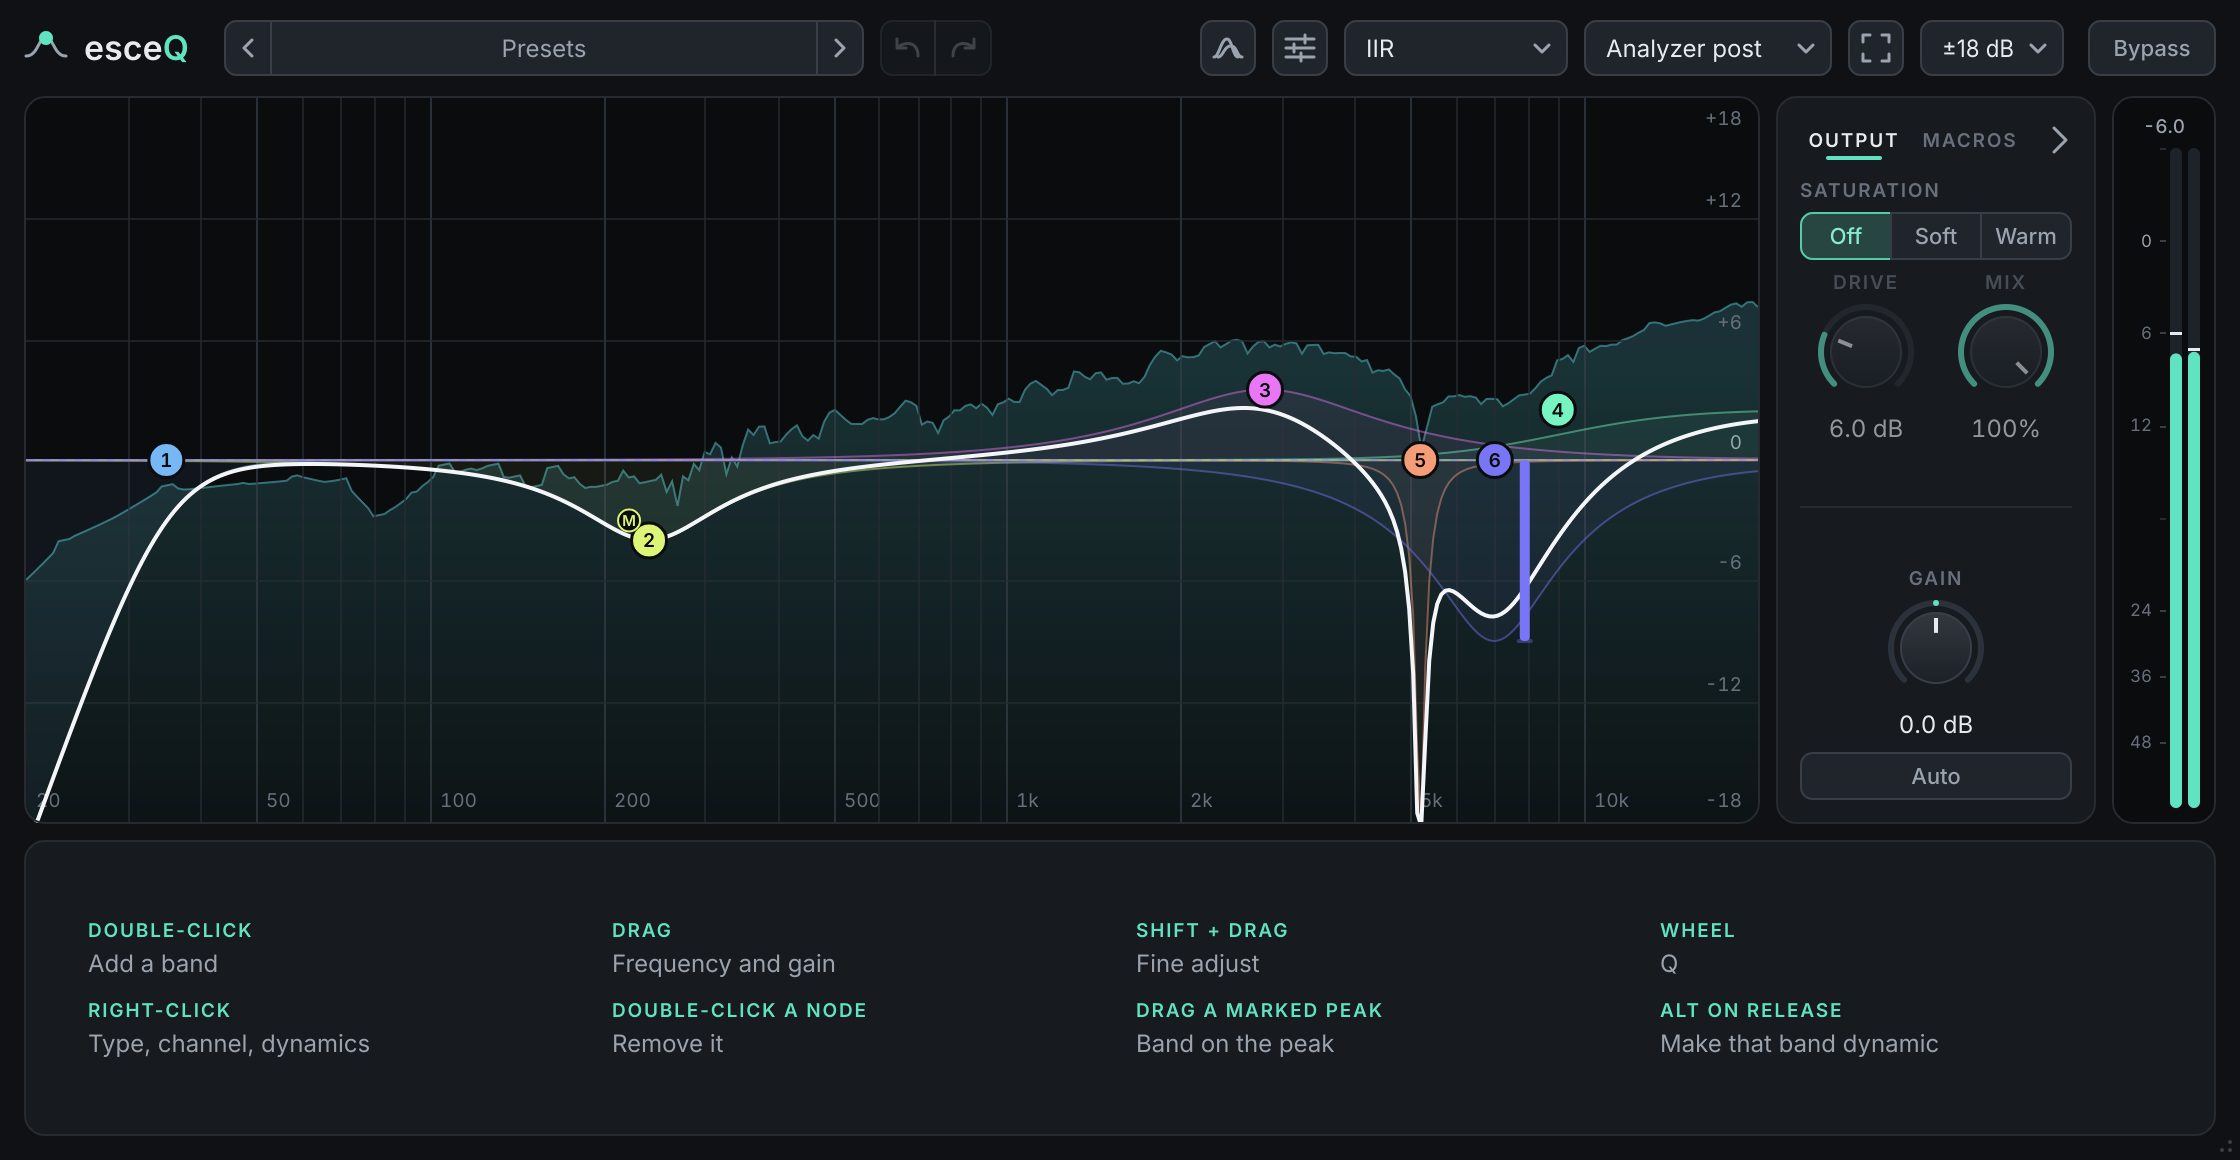 esceQ
Presets
IIR
Analyzer post
±18 dB
Bypass
+18
+12
+6
0
-6
-12
-18
1
2
M
3
4
5
6
20
50
100
200
500
1k
2k
5k
10k
OUTPUT
MACROS
SATURATION
Off
Soft
Warm
DRIVE
MIX
6.0 dB
100%
GAIN
0.0 dB
Auto
-6.0
0
6
12
24
36
48
DOUBLE-CLICK
Add a band
DRAG
Frequency and gain
SHIFT + DRAG
Fine adjust
WHEEL
Q
RIGHT-CLICK
Type, channel, dynamics
DOUBLE-CLICK A NODE
Remove it
DRAG A MARKED PEAK
Band on the peak
ALT ON RELEASE
Make that band dynamic